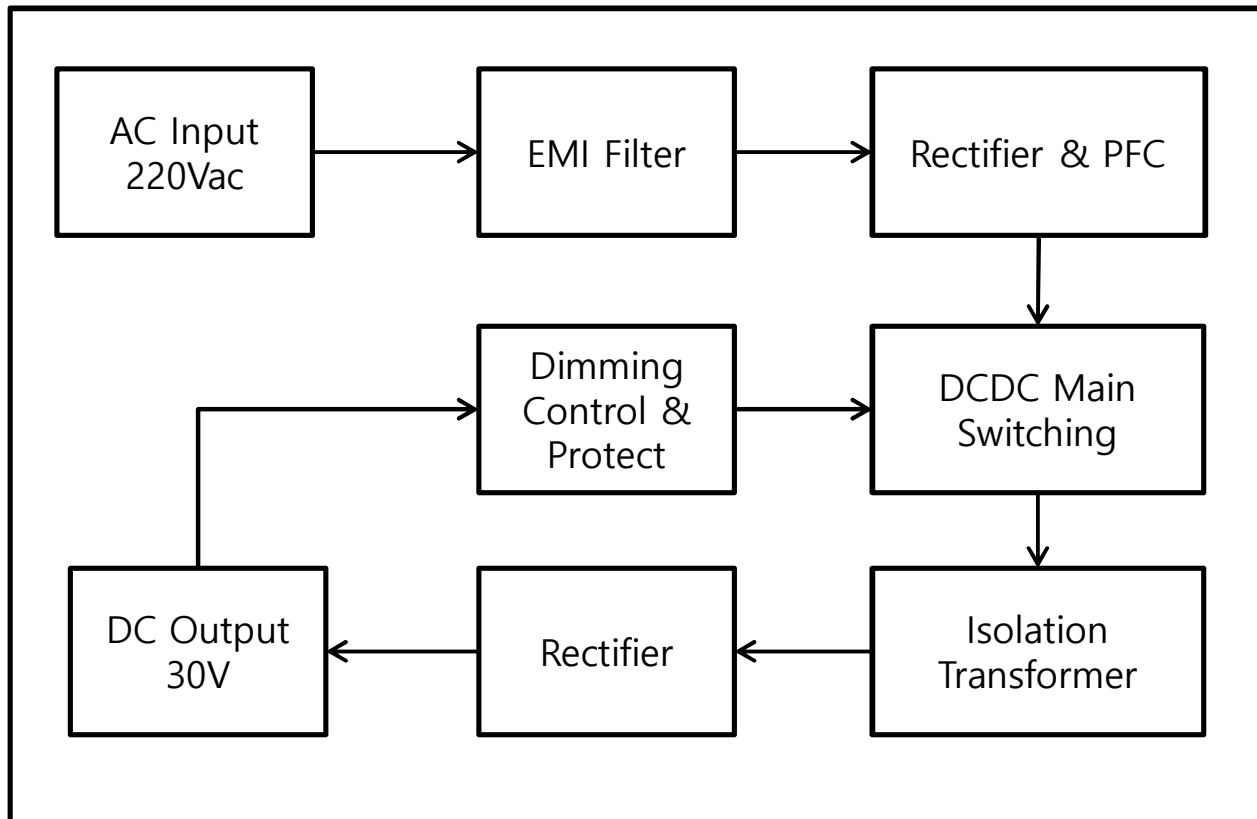 AC Input
220Vac
EMI Filter
Rectifier & PFC
Dimming
Control &
Protect
DCDC Main
Switching
DC Output
30V
Rectifier
Isolation
Transformer